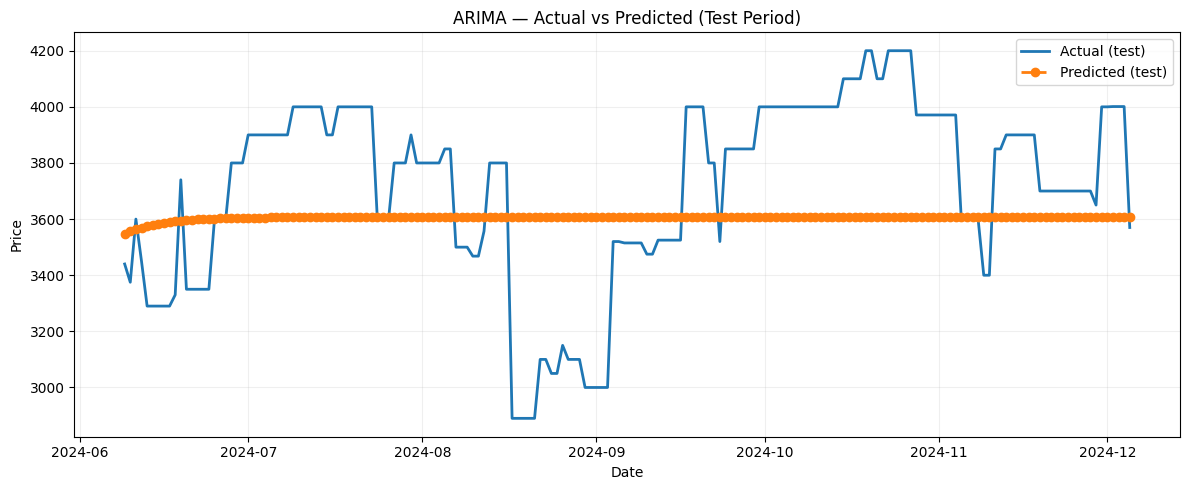 ARIMA — Actual vs Predicted (Test Period)
Actual (test)
Predicted (test)
4200
4000
3800
3600
3400
3200
3000
Price
2024-06
2024-07
2024-08
2024-09
2024-10
2024-11
2024-12
Date